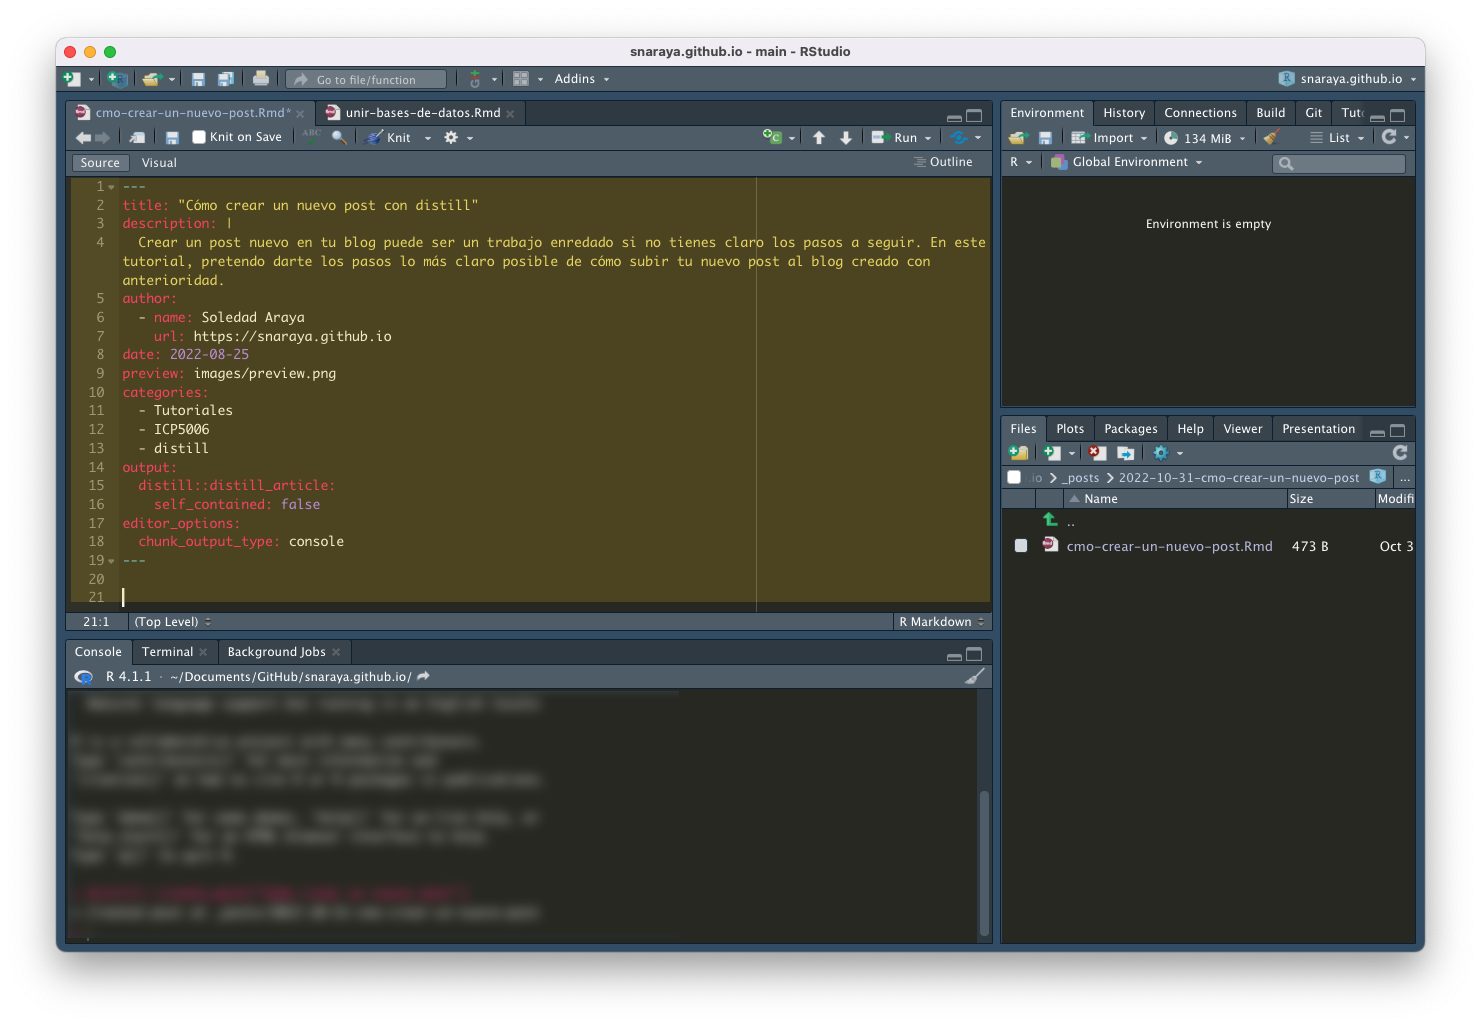 snaraya.github.io - main - RStudio
Go to file/function
Addins
snaraya.github.io
cmo-crear-un-nuevo-post.Rmd*
unir-bases-de-datos.Rmd
Knit on Save
ABC
Knit
Run
Source
Visual
Outline
1 ---
2 title: "Cómo crear un nuevo post con distill"
3 description: |
4 Crear un post nuevo en tu blog puede ser un trabajo enredado si no tienes claro los pasos a seguir. En este
tutorial, pretendo darte los pasos lo más claro posible de cómo subir tu nuevo post al blog creado con
anterioridad.
5 author:
6 - name: Soledad Araya
7 url: https://snaraya.github.io
8 date: 2022-08-25
9 preview: images/preview.png
10 categories:
11 - Tutoriales
12 - ICP5006
13 - distill
14 output:
15 distill::distill_article:
16 self_contained: false
17 editor_options:
18 chunk_output_type: console
19 ---
20
21
21:1
(Top Level)
R Markdown
Console
Terminal
Background Jobs
R 4.1.1 · ~/Documents/GitHub/snaraya.github.io/
Environment
History
Connections
Build
Git
Tuto
Import
134 MiB
List
R
Global Environment
Environment is empty
Files
Plots
Packages
Help
Viewer
Presentation
.io
_posts
2022-10-31-cmo-crear-un-nuevo-post
...
Name
Size
Modifi
..
cmo-crear-un-nuevo-post.Rmd
473 B
Oct 3